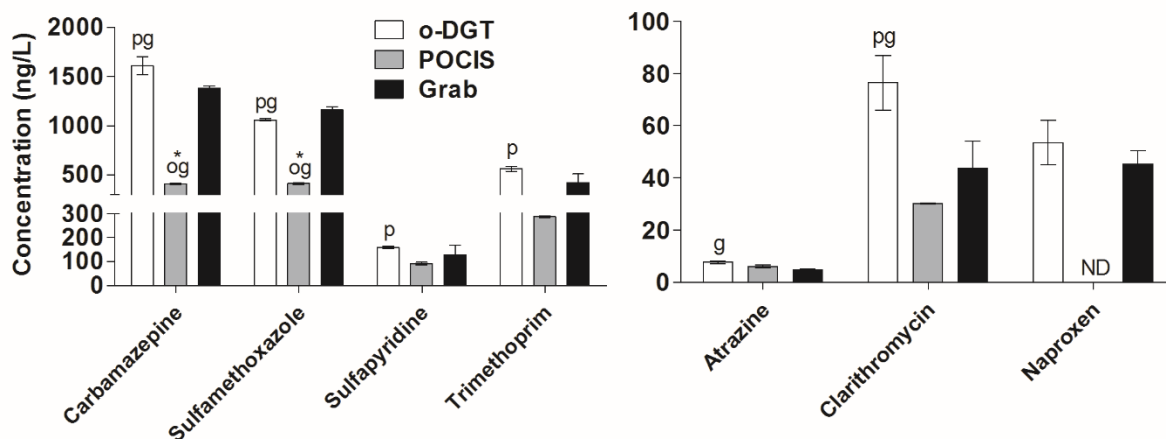 Concentration (ng/L)
2000
1500
1000
500
300
200
100
0
pg
*
og
pg
*
og
p
p
o-DGT
POCIS
Grab
Carbamazepine
Sulfamethoxazole
Sulfapyridine
Trimethoprim
100
80
60
40
20
0
g
pg
ND
Atrazine
Clarithromycin
Naproxen